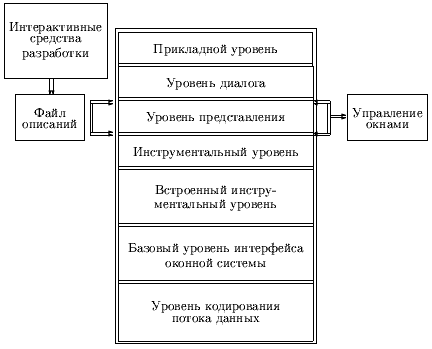 Интерактивные
средства
разработки
Файл
описаний
Прикладной уровень
Уровень диалога
Уровень представления
Инструментальный уровень
Встроенный инстру-
ментальный уровень
Базовый уровень интерфейса
оконной системы
Уровень кодирования
потока данных
Управление
окнами